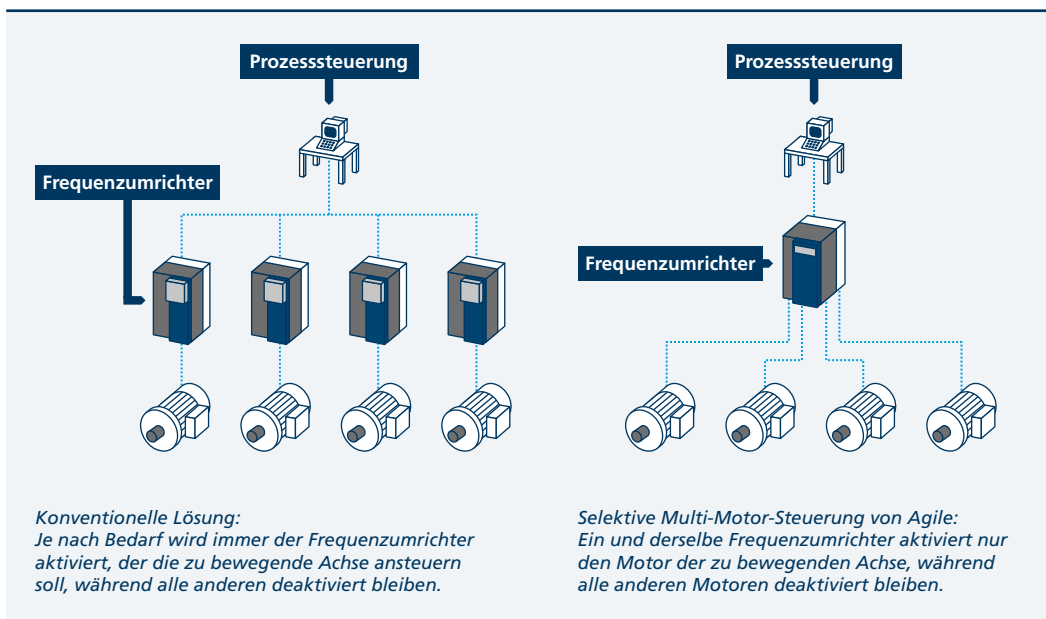 Prozesssteuerung
Frequenzumrichter
Konventionelle Lösung:
Je nach Bedarf wird immer der Frequenzumrichter
aktiviert, der die zu bewegende Achse ansteuern
soll, während alle anderen deaktiviert bleiben.
Prozesssteuerung
Frequenzumrichter
Selektive Multi-Motor-Steuerung von Agile:
Ein und derselbe Frequenzumrichter aktiviert nur
den Motor der zu bewegenden Achse, während
alle anderen Motoren deaktiviert bleiben.